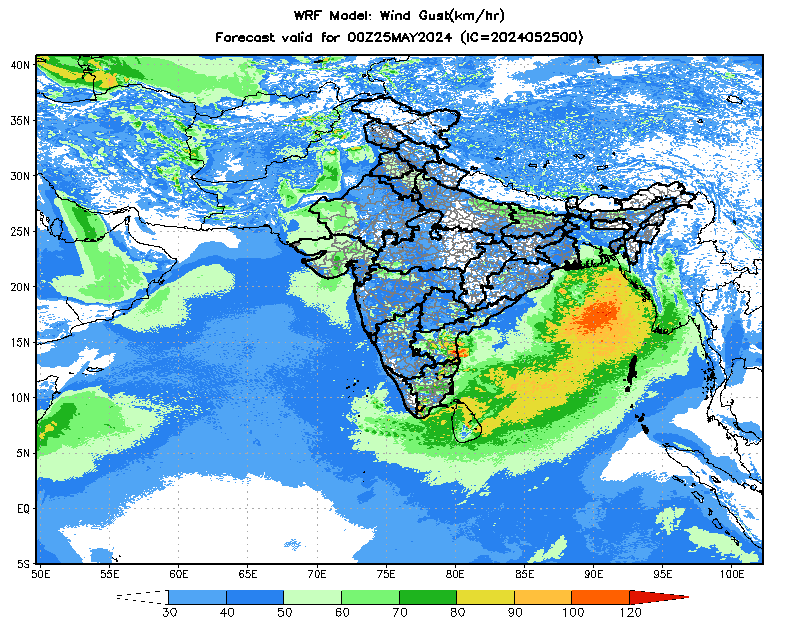 WRF Model: Wind Gust(km/hr)
Forecast valid for 00Z25MAY2024 (IC=2024052500)
40N
35N
30N
25N
20N
15N
10N
5N
EQ
5S
50E 55E 60E 65E 70E 75E 80E 85E 90E 95E 100E
30 40 50 60 70 80 90 100 120